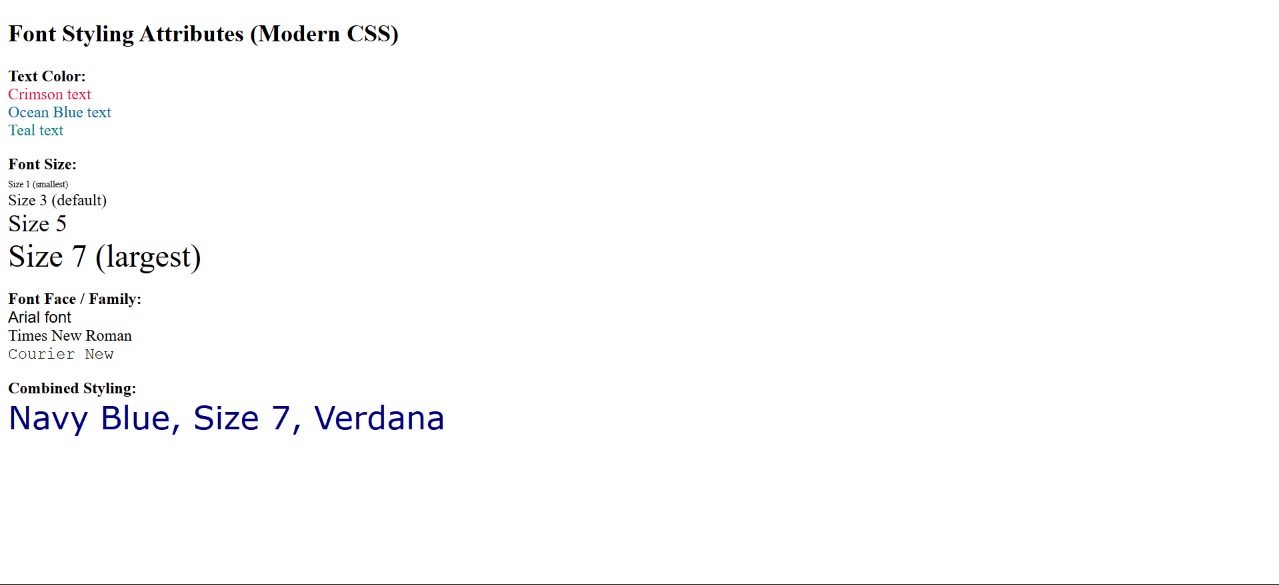 Font Styling Attributes (Modern CSS)
Text Color:
Crimson text
Ocean Blue text
Teal text
Font Size:
Size 1 (smallest)
Size 3 (default)
Size 5
Size 7 (largest)
Font Face / Family:
Arial font
Times New Roman
Courier New
Combined Styling:
Navy Blue, Size 7, Verdana